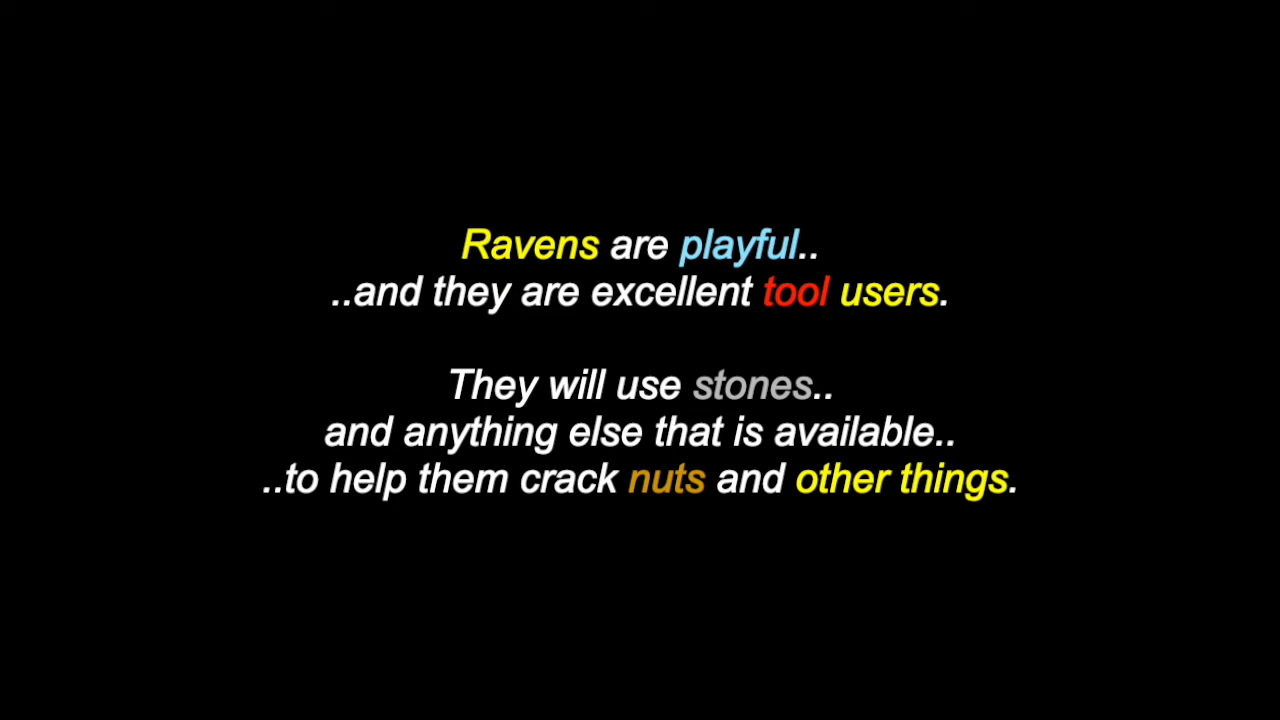 Ravens are playful..
..and they are excellent tool users.
They will use stones..
and anything else that is available..
..to help them crack nuts and other things.